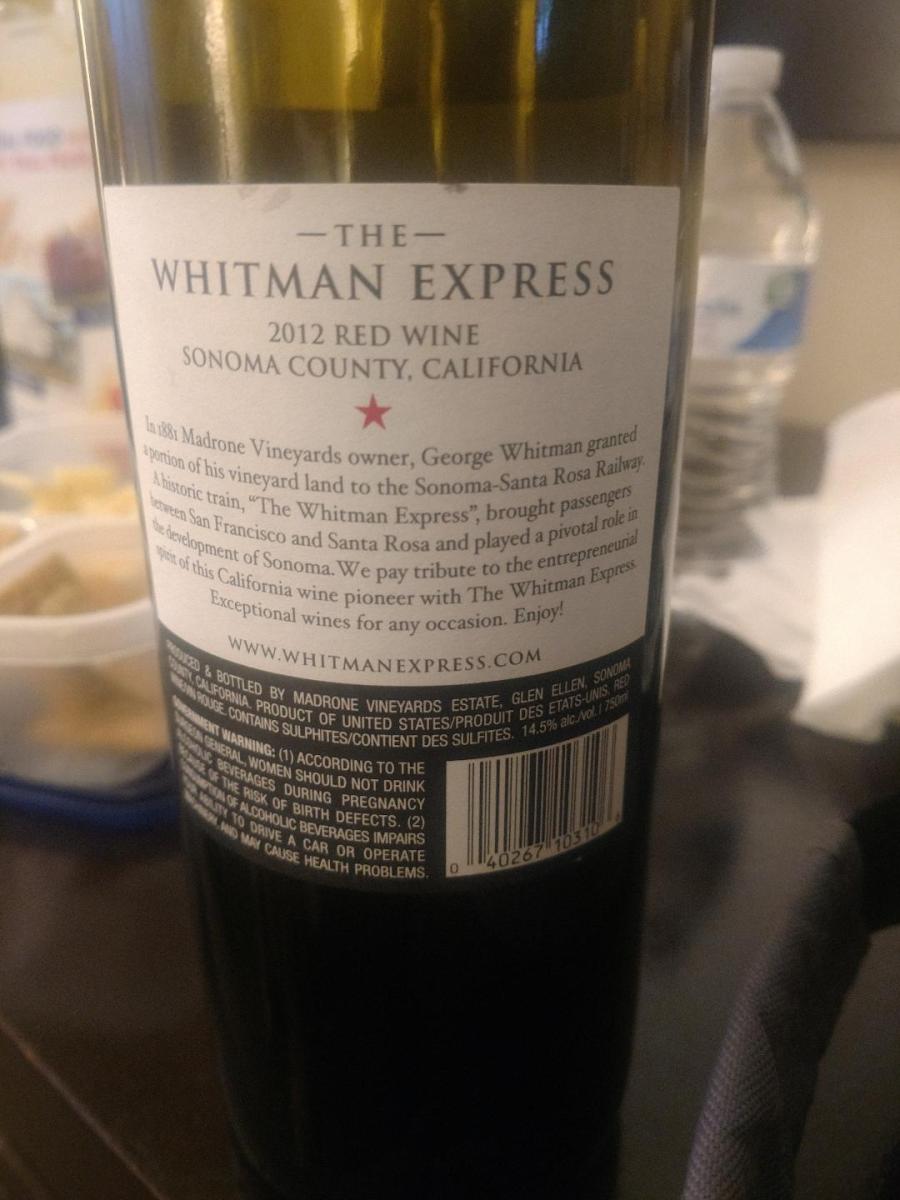 —THE—
WHITMAN EXPRESS
2012 RED WINE
SONOMA COUNTY, CALIFORNIA
In 1881 Madrone Vineyards owner, George Whitman granted
a portion of his vineyard land to the Sonoma-Santa Rosa Railway.
A historic train, “The Whitman Express”, brought passengers
between San Francisco and Santa Rosa and played a pivotal role in
the development of Sonoma. We pay tribute to the entrepreneurial
spirit of this California wine pioneer with The Whitman Express.
Exceptional wines for any occasion. Enjoy!
WWW.WHITMANEXPRESS.COM
PRODUCED & BOTTLED BY MADRONE VINEYARDS ESTATE, GLEN ELLEN, SONOMA
COUNTY, CALIFORNIA. PRODUCT OF UNITED STATES/PRODUIT DES ETATS-UNIS. RED
WINE/VIN ROUGE. CONTAINS SULPHITES/CONTIENT DES SULFITES. 14.5% alc./vol. | 750ml
GOVERNMENT WARNING: (1) ACCORDING TO THE
SURGEON GENERAL, WOMEN SHOULD NOT DRINK
ALCOHOLIC BEVERAGES DURING PREGNANCY
BECAUSE OF THE RISK OF BIRTH DEFECTS. (2)
CONSUMPTION OF ALCOHOLIC BEVERAGES IMPAIRS
YOUR ABILITY TO DRIVE A CAR OR OPERATE
MACHINERY, AND MAY CAUSE HEALTH PROBLEMS.
0 40267 10310